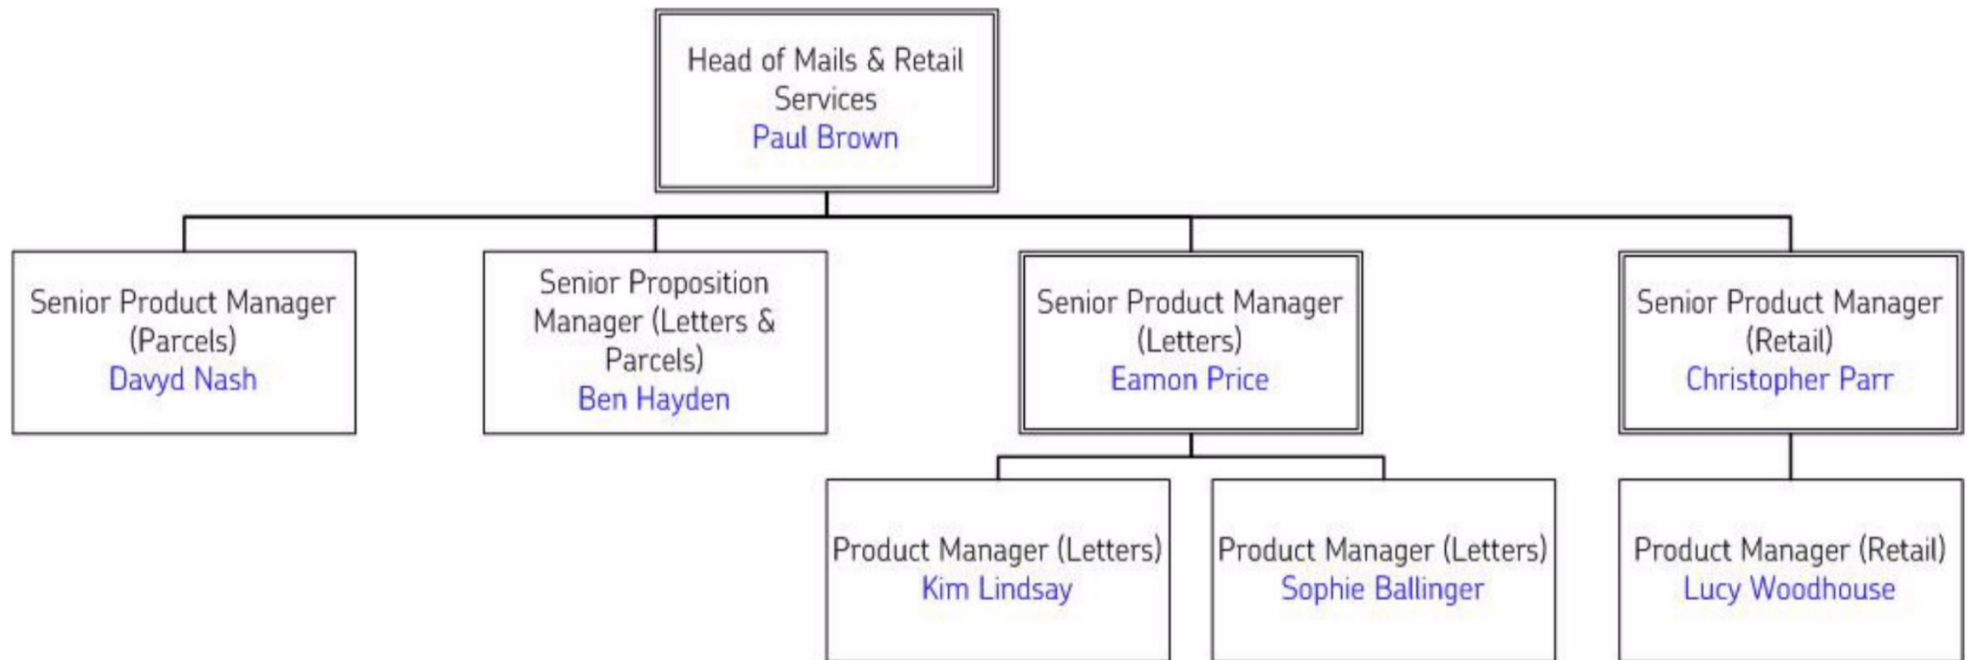 Head of Mails & Retail
Services
Paul Brown
Senior Product Manager
(Parcels)
Davyd Nash
Senior Proposition
Manager (Letters &
Parcels)
Ben Hayden
Senior Product Manager
(Letters)
Eamon Price
Senior Product Manager
(Retail)
Christopher Parr
Product Manager (Letters)
Kim Lindsay
Product Manager (Letters)
Sophie Ballinger
Product Manager (Retail)
Lucy Woodhouse